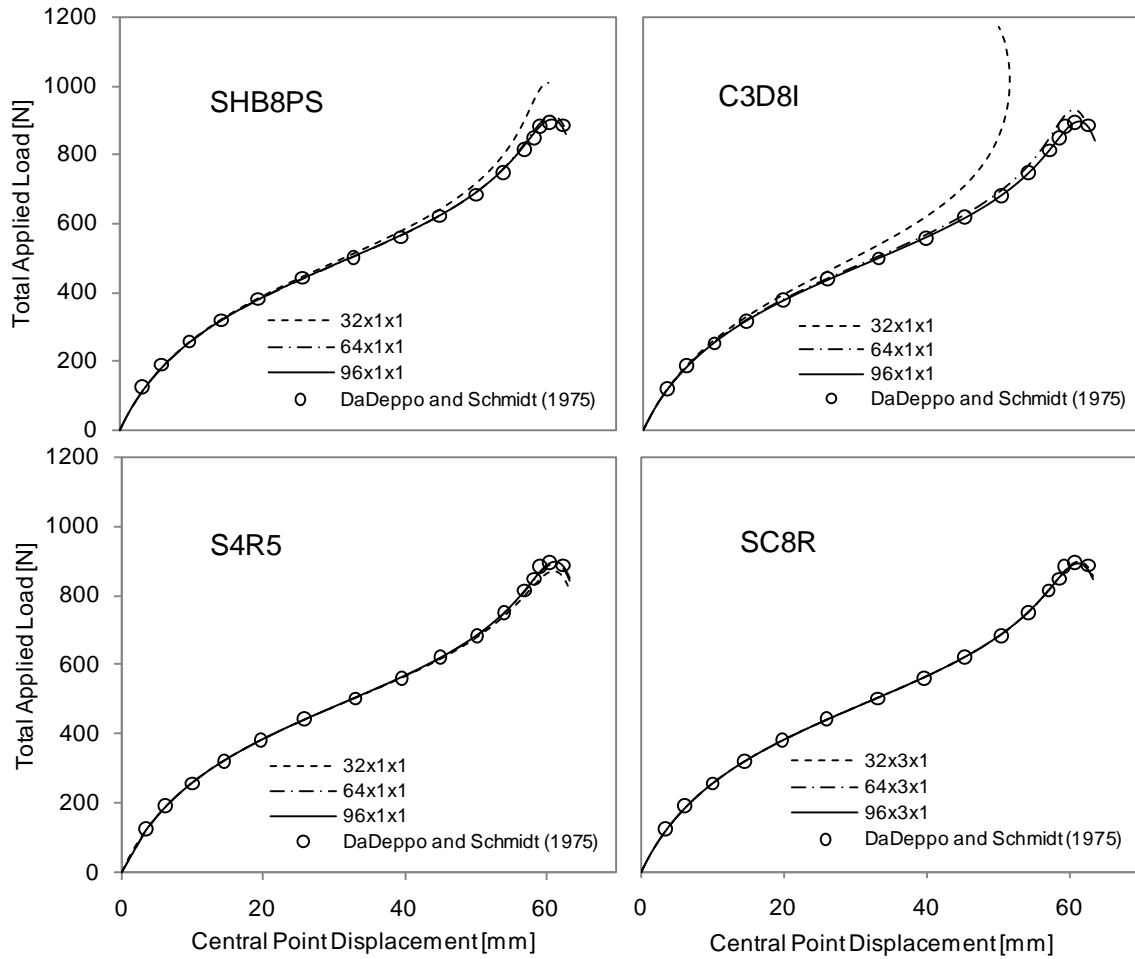 1200
1000
800
600
400
200
0
Total Applied Load [N]
SHB8PS
32x1x1
64x1x1
96x1x1
DaDeppo and Schmidt (1975)
C3D8I
32x1x1
64x1x1
96x1x1
DaDeppo and Schmidt (1975)
1200
1000
800
600
400
200
0
Total Applied Load [N]
S4R5
32x1x1
64x1x1
96x1x1
DaDeppo and Schmidt (1975)
0 20 40 60
Central Point Displacement [mm]
SC8R
32x3x1
64x3x1
96x3x1
DaDeppo and Schmidt (1975)
0 20 40 60
Central Point Displacement [mm]